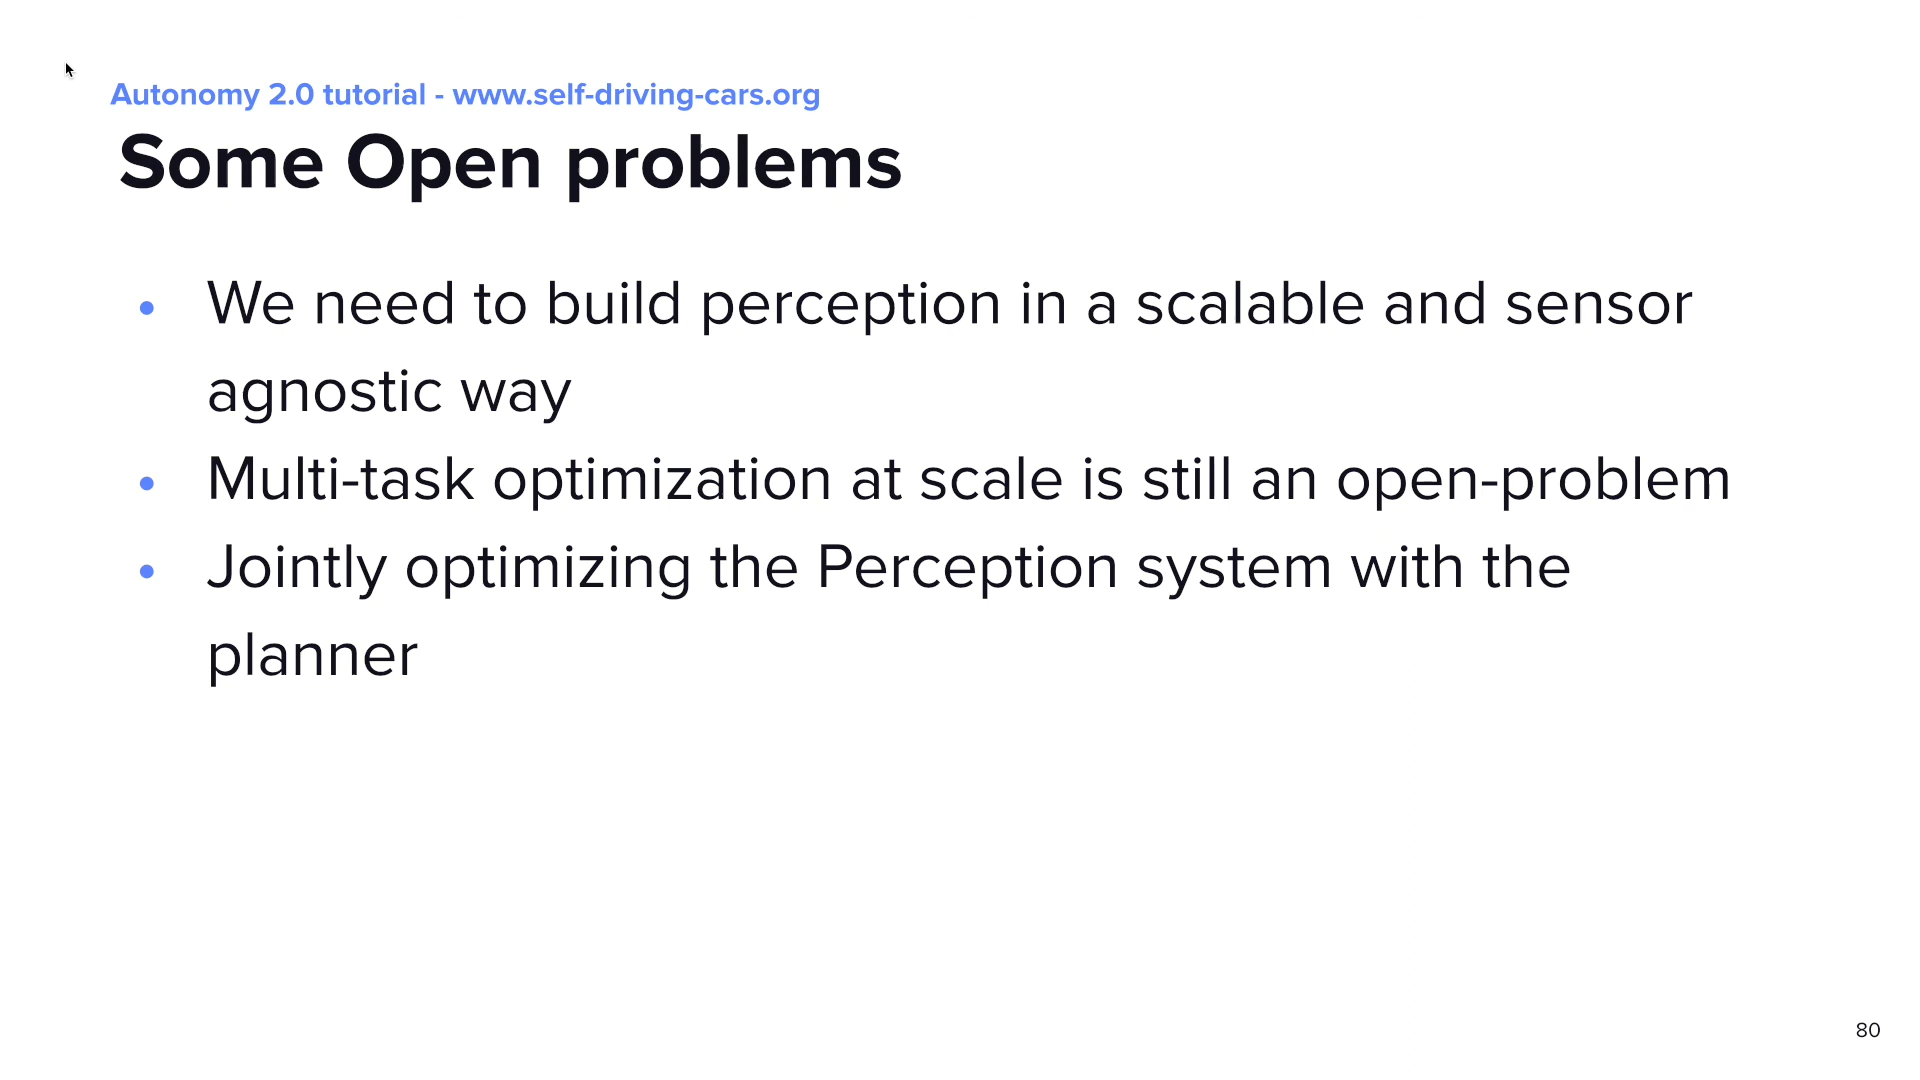 Autonomy 2.0 tutorial - www.self-driving-cars.org
Some Open problems
• We need to build perception in a scalable and sensor
agnostic way
• Multi-task optimization at scale is still an open-problem
• Jointly optimizing the Perception system with the
planner
80